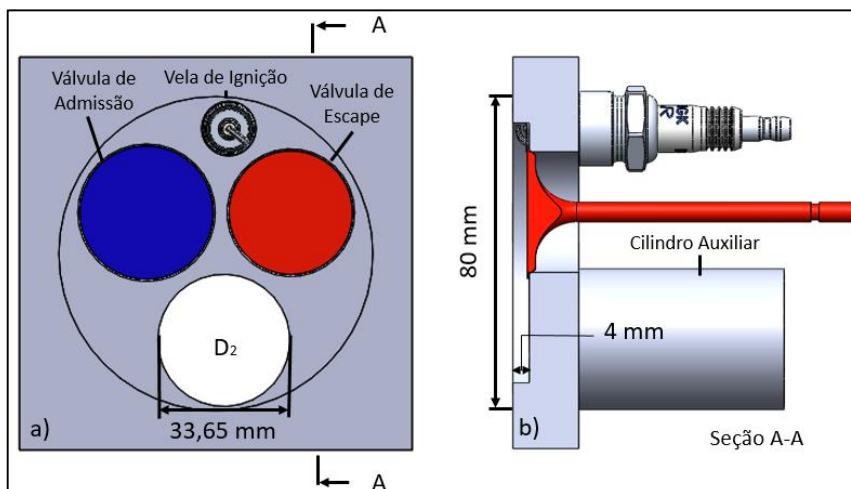 A
Válvula de
Admissão
Vela de Ignição
Válvula de
Escape
D2
33,65 mm
a)
A
80 mm
NGK
R
Cilindro Auxiliar
4 mm
b)
Seção A-A